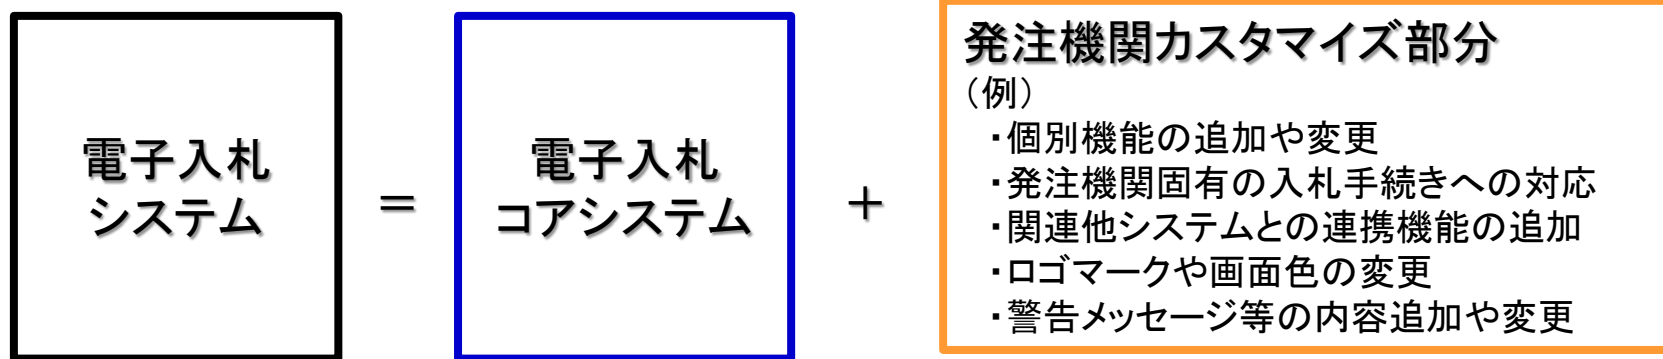 電子入札
システム
=
電子入札
コアシステム
+
発注機関カスタマイズ部分
(例)
・個別機能の追加や変更
・発注機関固有の入札手続きへの対応
・関連他システムとの連携機能の追加
・ロゴマークや画面色の変更
・警告メッセージ等の内容追加や変更